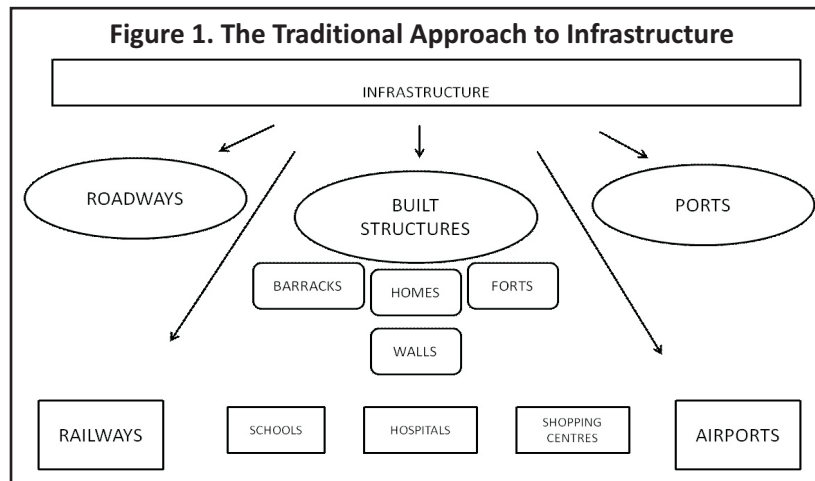 Figure 1. The Traditional Approach to Infrastructure
INFRASTRUCTURE
ROADWAYS
BUILT
STRUCTURES
PORTS
BARRACKS
HOMES
FORTS
WALLS
RAILWAYS
SCHOOLS
HOSPITALS
SHOPPING
CENTRES
AIRPORTS